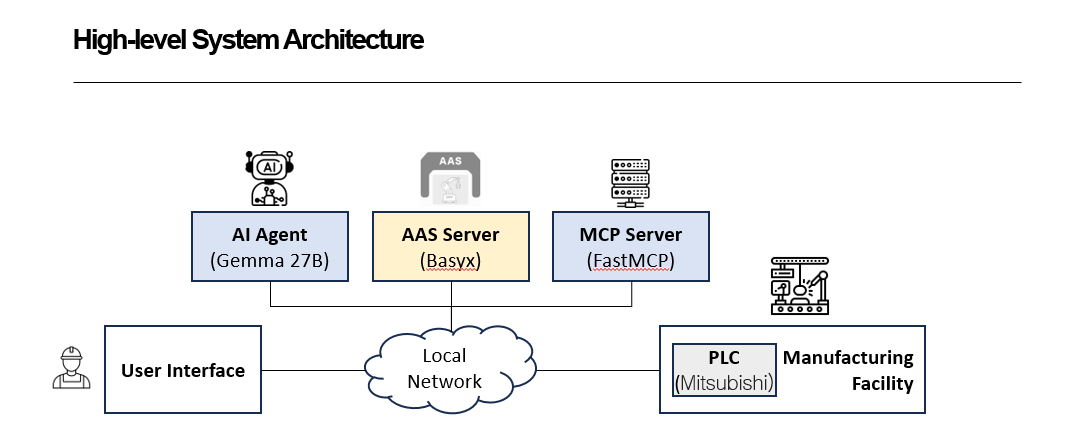 High-level System Architecture
AI
AAS
AI Agent
(Gemma 27B)
AAS Server
(Basyx)
MCP Server
(FastMCP)
User Interface
Local
Network
PLC
(Mitsubishi)
Manufacturing
Facility